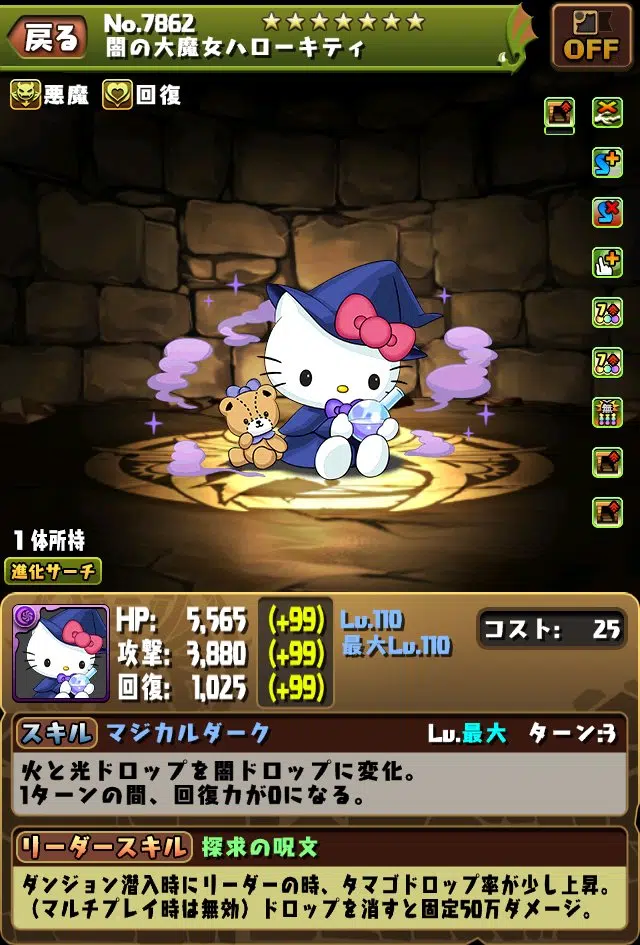 戻る
No.7862
闇の大魔女ハローキティ
OFF
悪魔 回復
1体所持
進化サーチ
HP: 5,565 (+99) Lv.110
攻撃: 3,880 (+99) 最大Lv.110
回復: 1,025 (+99)
コスト: 25
スキル マジカルダーク Lv.最大 ターン:3
火と光ドロップを闇ドロップに変化。
1ターンの間、回復力が0になる。
リーダースキル 探求の呪文
ダンジョン潜入時にリーダーの時、タマゴドロップ率が少し上昇。
(マルチプレイ時は無効)ドロップを消すと固定50万ダメージ。
7
7
無